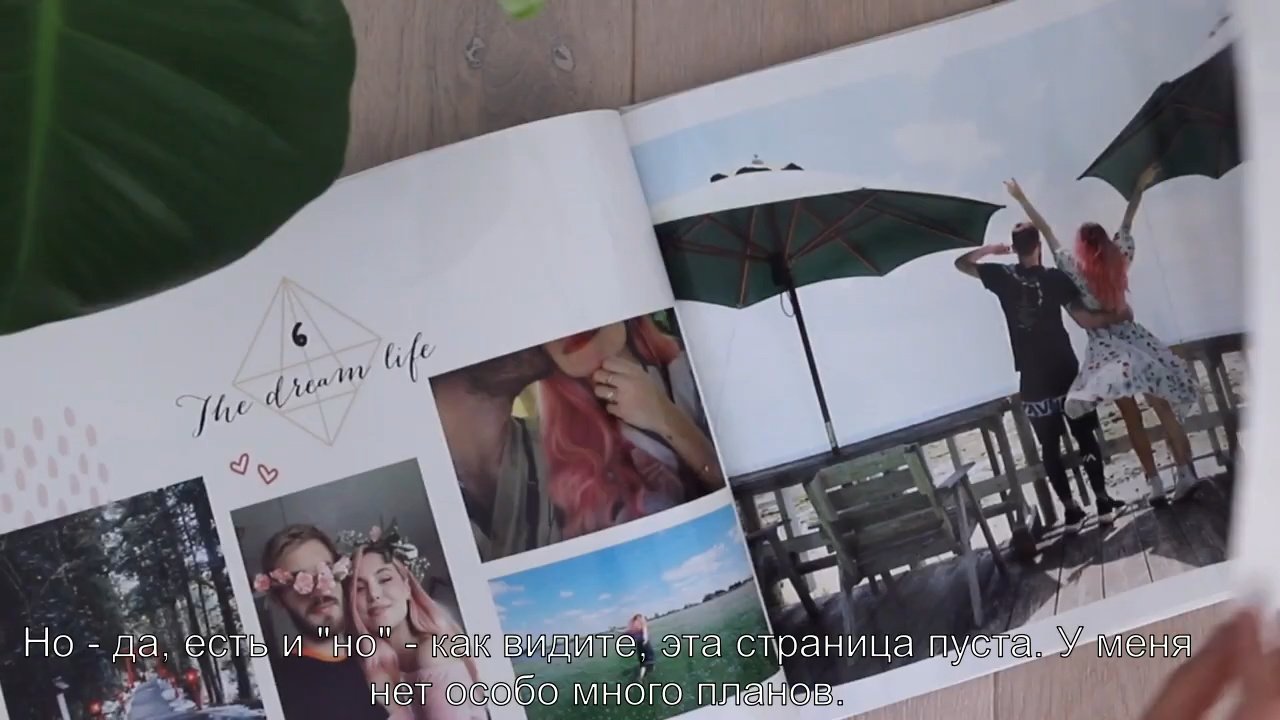 6
The dream life
Но - да, есть и "но" - как видите, эта страница пуста. У меня
нет особо много планов.